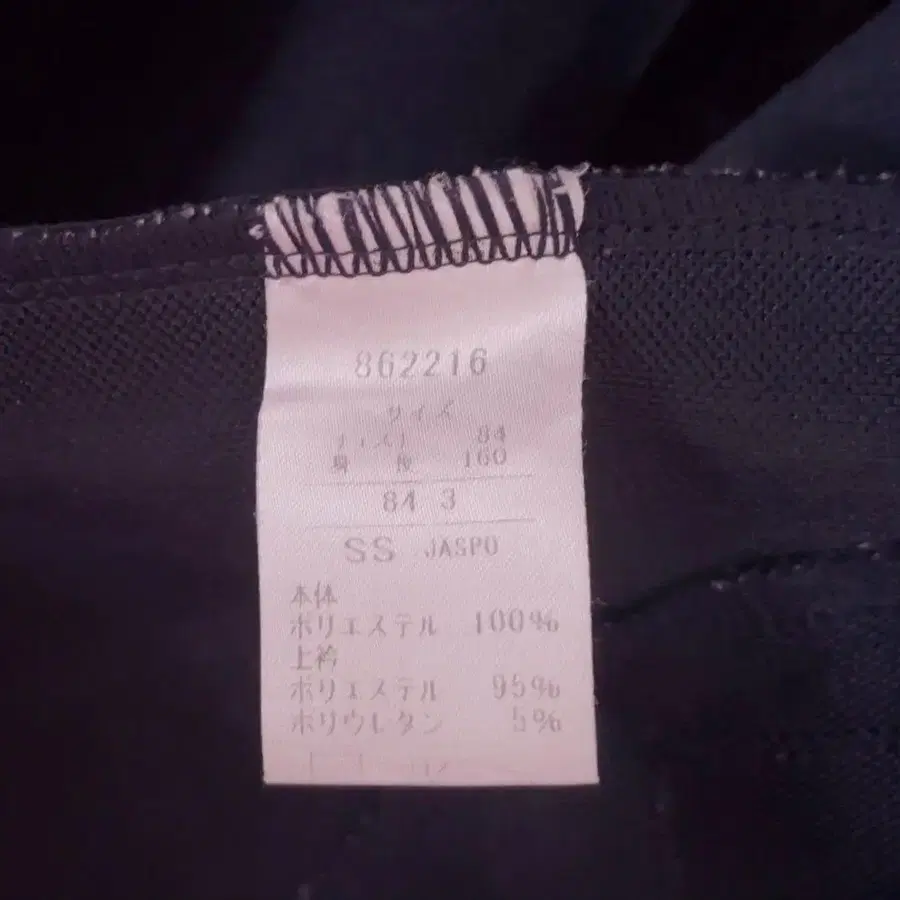 862216
サイズ
チェスト 84
身長 160
84 3
SS JASPO
本体
ポリエステル 100%
上衿
ポリエステル 95%
ポリウレタン 5%